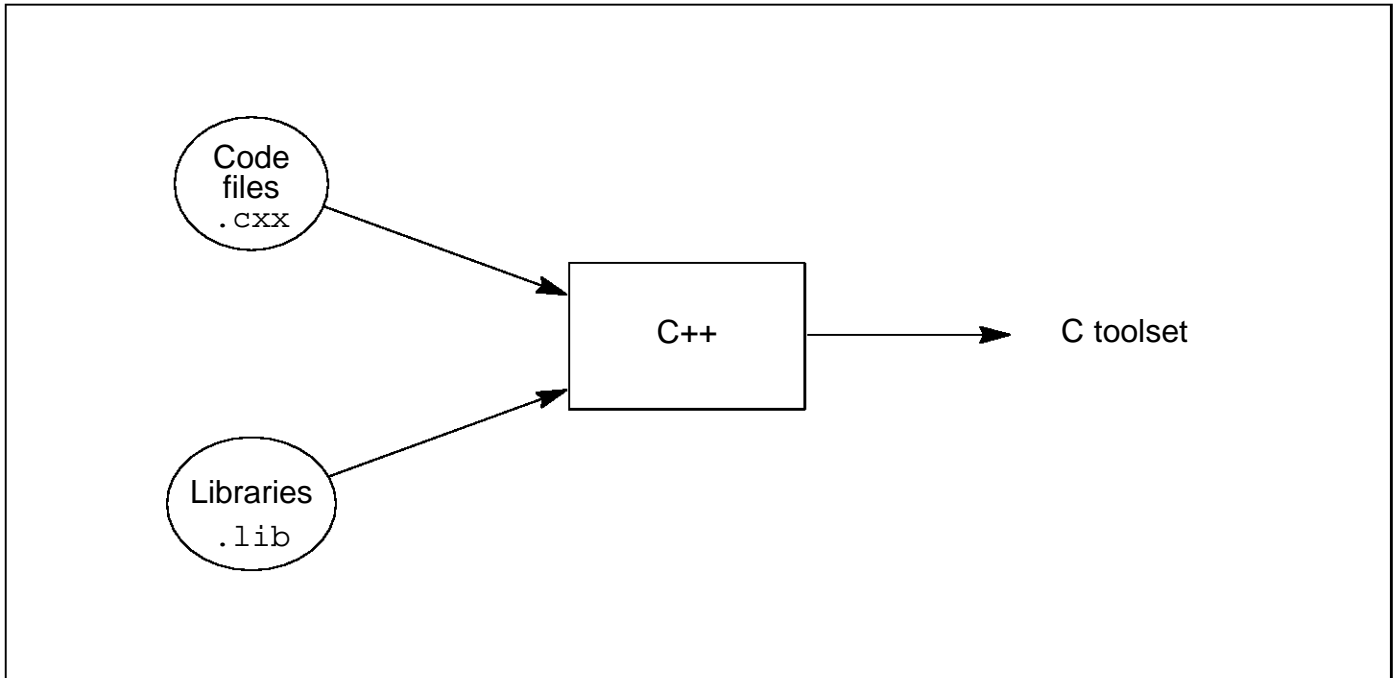 Code
files
.cxx
C++
C toolset
Libraries
.lib